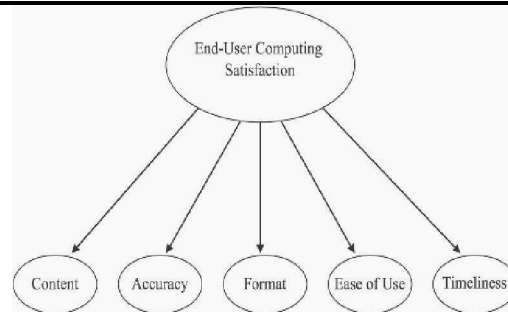 End-User Computing
Satisfaction
Content
Accuracy
Format
Ease of Use
Timeliness